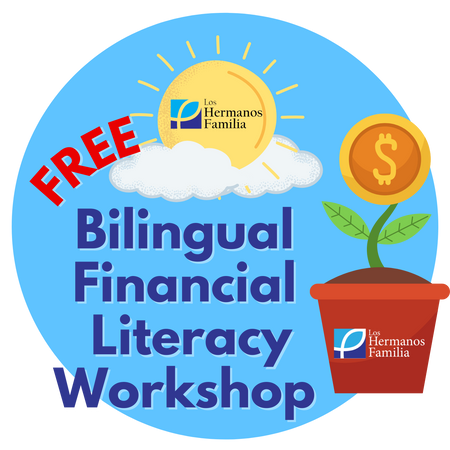 Los
Hermanos
Familia
FREE
Bilingual
Financial
Literacy
Workshop
$
Los
Hermanos
Familia